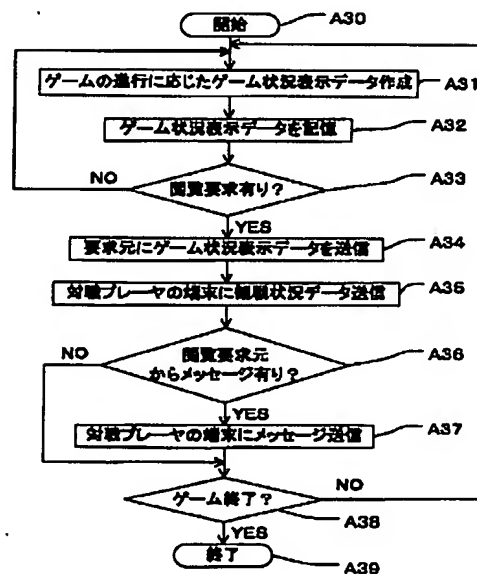 開始
A30
ゲームの進行に応じたゲーム状況表示データ作成
A31
ゲーム状況表示データを記憶
A32
NO
閲覧要求有り?
A33
YES
要求元にゲーム状況表示データを送信
A34
対戦プレーヤの端末に観戦状況データ送信
A35
NO
閲覧要求元
からメッセージ有り?
A36
YES
対戦プレーヤの端末にメッセージ送信
A37
ゲーム終了?
NO
A38
YES
終了
A39